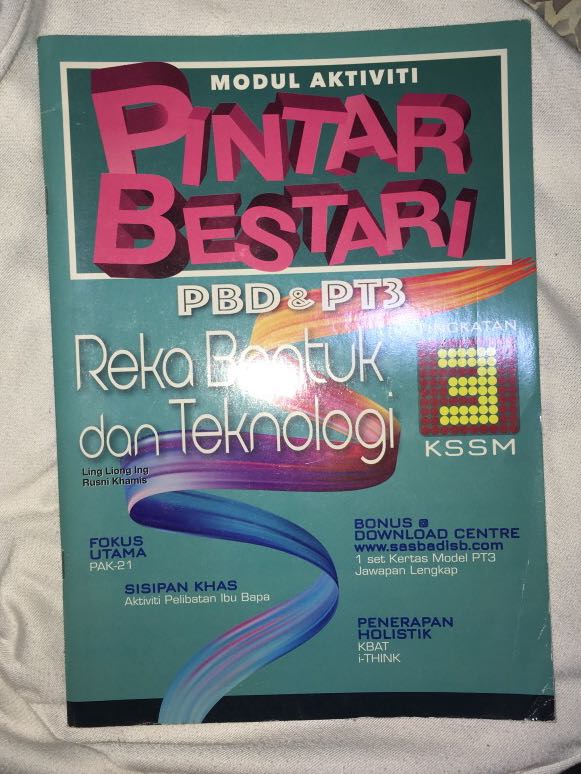 MODUL AKTIVITI
PINTAR
BESTARI
PBD & PT3
Reka Bentuk
dan Teknologi
Ling Liong Ing
Rusni Khamis
TINGKATAN
3
KSSM
FOKUS
UTAMA
PAK-21
SISIPAN KHAS
Aktiviti Pelibatan Ibu Bapa
BONUS @
DOWNLOAD CENTRE
www.sasbadisb.com
1 set Kertas Model PT3
Jawapan Lengkap
PENERAPAN
HOLISTIK
KBAT
i-THINK